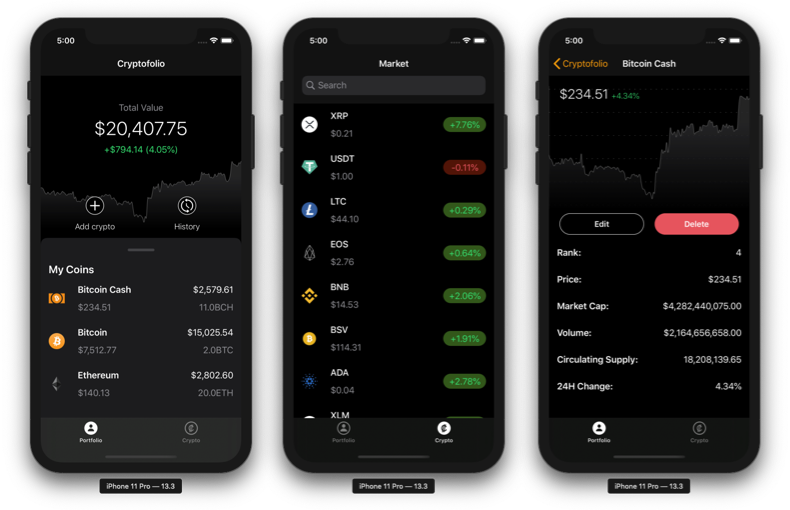 5:00
Cryptofolio
Total Value
$20,407.75
+$794.14 (4.05%)
Add crypto
History
My Coins
Bitcoin Cash $2,579.61
$234.51 11.0BCH
Bitcoin $15,025.54
$7,512.77 2.0BTC
Ethereum $2,802.60
$140.13 20.0ETH
Portfolio Crypto
iPhone 11 Pro — 13.3
5:00
Market
Search
XRP
$0.21 +7.76%
USDT
$1.00 -0.11%
LTC
$44.10 +0.29%
EOS
$2.76 +0.64%
BNB
$14.53 +2.06%
BSV
$114.31 +1.91%
ADA
$0.04 +2.78%
XLM
Portfolio Crypto
iPhone 11 Pro — 13.3
5:00
Cryptofolio Bitcoin Cash
$234.51 +4.34%
Edit Delete
Rank: 4
Price: $234.51
Market Cap: $4,282,440,075.00
Volume: $2,164,656,658.00
Circulating Supply: 18,208,139.65
24H Change: 4.34%
Portfolio Crypto
iPhone 11 Pro — 13.3